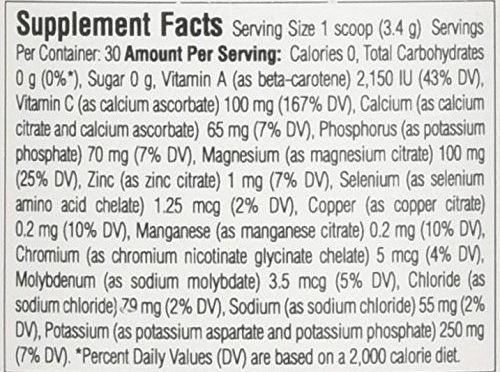 Supplement Facts Serving Size 1 scoop (3.4 g) Servings
Per Container: 30 Amount Per Serving: Calories 0, Total Carbohydrates
0 g (0%*), Sugar 0 g, Vitamin A (as beta-carotene) 2,150 IU (43% DV),
Vitamin C (as calcium ascorbate) 100 mg (167% DV), Calcium (as calcium
citrate and calcium ascorbate) 65 mg (7% DV), Phosphorus (as potassium
phosphate) 70 mg (7% DV), Magnesium (as magnesium citrate) 100 mg
(25% DV), Zinc (as zinc citrate) 1 mg (7% DV), Selenium (as selenium
amino acid chelate) 1.25 mcg (2% DV), Copper (as copper citrate)
0.2 mg (10% DV), Manganese (as manganese citrate) 0.2 mg (10% DV),
Chromium (as chromium nicotinate glycinate chelate) 5 mcg (4% DV),
Molybdenum (as sodium molybdate) 3.5 mcg (5% DV), Chloride (as
sodium chloride) 79 mg (2% DV), Sodium (as sodium chloride) 55 mg (2%
DV), Potassium (as potassium aspartate and potassium phosphate) 250 mg
(7% DV). *Percent Daily Values (DV) are based on a 2,000 calorie diet.